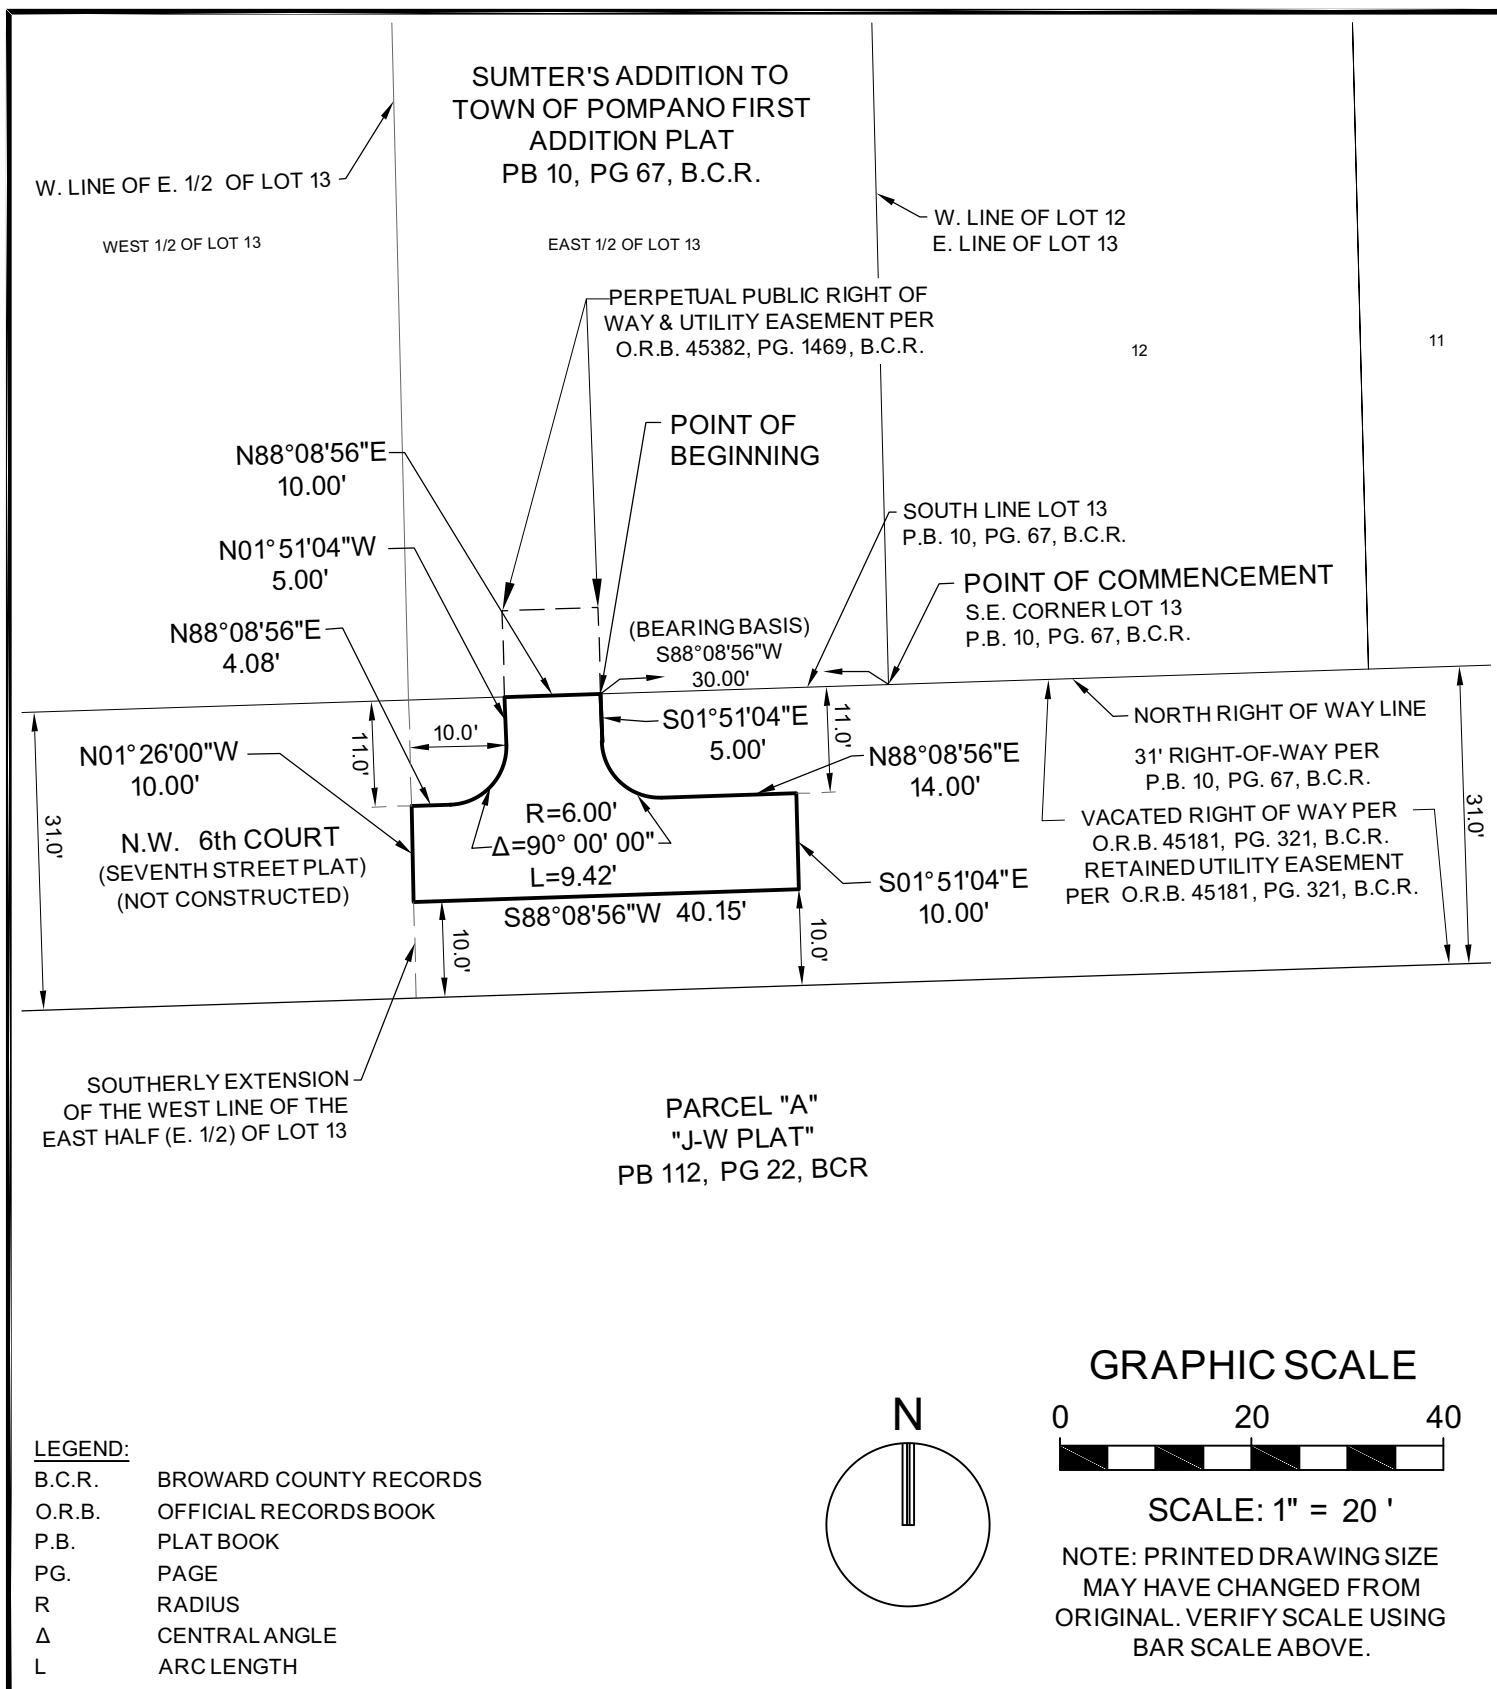 SUMTER'S ADDITION TO
TOWN OF POMPANO FIRST
ADDITION PLAT
PB 10, PG 67, B.C.R.
W. LINE OF E. 1/2 OF LOT 13
WEST 1/2 OF LOT 13
EAST 1/2 OF LOT 13
W. LINE OF LOT 12
E. LINE OF LOT 13
PERPETUAL PUBLIC RIGHT OF
WAY & UTILITY EASEMENT PER
O.R.B. 45382, PG. 1469, B.C.R.
12
11
POINT OF
BEGINNING
N88°08'56"E
10.00'
SOUTH LINE LOT 13
P.B. 10, PG. 67, B.C.R.
N01°51'04"W
5.00'
POINT OF COMMENCEMENT
S.E. CORNER LOT 13
P.B. 10, PG. 67, B.C.R.
N88°08'56"E
4.08'
(BEARING BASIS)
S88°08'56"W
30.00'
S01°51'04"E
5.00'
11.0'
10.0'
11.0'
NORTH RIGHT OF WAY LINE
N01°26'00"W
10.00'
N88°08'56"E
14.00'
31' RIGHT-OF-WAY PER
P.B. 10, PG. 67, B.C.R.
31.0'
N.W. 6th COURT
(SEVENTH STREET PLAT)
(NOT CONSTRUCTED)
R=6.00'
Δ=90° 00' 00"
L=9.42'
VACATED RIGHT OF WAY PER
O.R.B. 45181, PG. 321, B.C.R.
RETAINED UTILITY EASEMENT
PER O.R.B. 45181, PG. 321, B.C.R.
31.0'
S01°51'04"E
10.00'
S88°08'56"W 40.15'
10.0'
10.0'
SOUTHERLY EXTENSION
OF THE WEST LINE OF THE
EAST HALF (E. 1/2) OF LOT 13
PARCEL "A"
"J-W PLAT"
PB 112, PG 22, BCR
GRAPHIC SCALE
0 20 40
SCALE: 1" = 20 '
NOTE: PRINTED DRAWING SIZE
MAY HAVE CHANGED FROM
ORIGINAL. VERIFY SCALE USING
BAR SCALE ABOVE.
N
LEGEND:
B.C.R. BROWARD COUNTY RECORDS
O.R.B. OFFICIAL RECORDS BOOK
P.B. PLAT BOOK
PG. PAGE
R RADIUS
Δ CENTRAL ANGLE
L ARC LENGTH